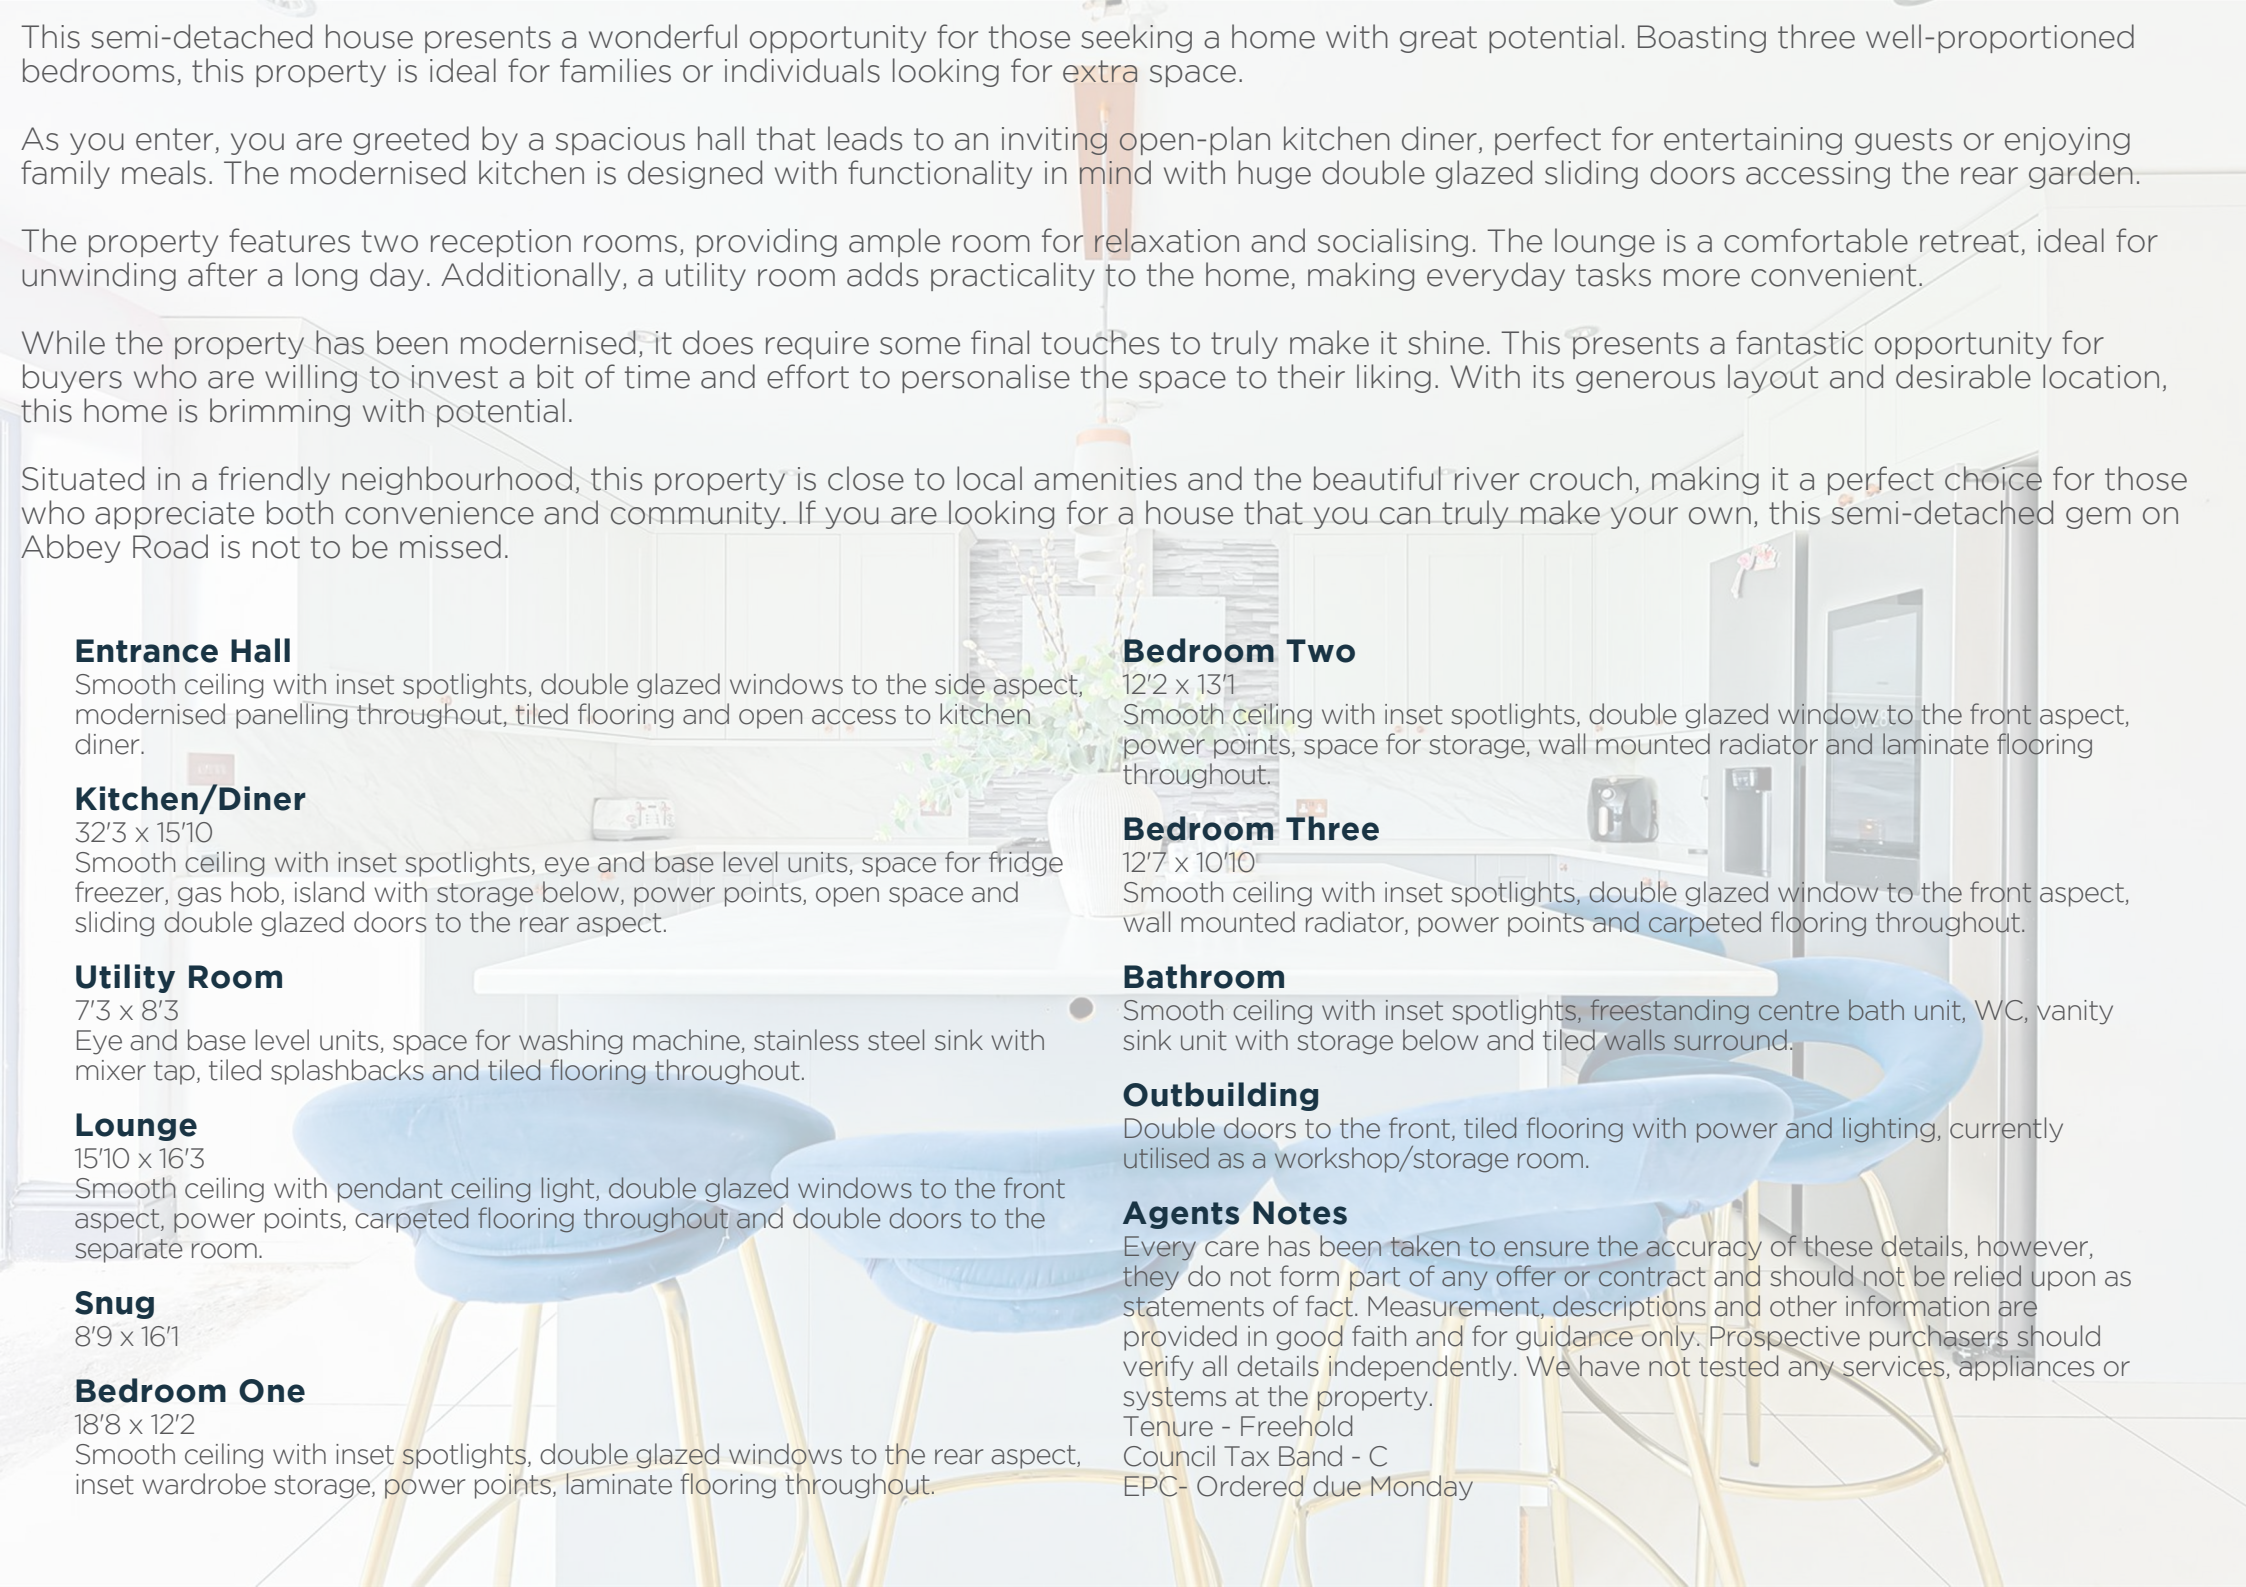 This semi-detached house presents a wonderful opportunity for those seeking a home with great potential. Boasting three well-proportioned
bedrooms, this property is ideal for families or individuals looking for extra space.
As you enter, you are greeted by a spacious hall that leads to an inviting open-plan kitchen diner, perfect for entertaining guests or enjoying
family meals. The modernised kitchen is designed with functionality in mind with huge double glazed sliding doors accessing the rear garden.
The property features two reception rooms, providing ample room for relaxation and socialising. The lounge is a comfortable retreat, ideal for
unwinding after a long day. Additionally, a utility room adds practicality to the home, making everyday tasks more convenient.
While the property has been modernised, it does require some final touches to truly make it shine. This presents a fantastic opportunity for
buyers who are willing to invest a bit of time and effort to personalise the space to their liking. With its generous layout and desirable location,
this home is brimming with potential.
Situated in a friendly neighbourhood, this property is close to local amenities and the beautiful river crouch, making it a perfect choice for those
who appreciate both convenience and community. If you are looking for a house that you can truly make your own, this semi-detached gem on
Abbey Road is not to be missed.
Entrance Hall
Smooth ceiling with inset spotlights, double glazed windows to the side aspect,
modernised panelling throughout, tiled flooring and open access to kitchen
diner.
Kitchen/Diner
32'3 x 15'10
Smooth ceiling with inset spotlights, eye and base level units, space for fridge
freezer, gas hob, island with storage below, power points, open space and
sliding double glazed doors to the rear aspect.
Utility Room
7'3 x 8'3
Eye and base level units, space for washing machine, stainless steel sink with
mixer tap, tiled splashbacks and tiled flooring throughout.
Lounge
15'10 x 16'3
Smooth ceiling with pendant ceiling light, double glazed windows to the front
aspect, power points, carpeted flooring throughout and double doors to the
separate room.
Snug
8'9 x 16'1
Bedroom One
18'8 x 12'2
Smooth ceiling with inset spotlights, double glazed windows to the rear aspect,
inset wardrobe storage, power points, laminate flooring throughout.
Bedroom Two
12'2 x 13'1
Smooth ceiling with inset spotlights, double glazed window to the front aspect,
power points, space for storage, wall mounted radiator and laminate flooring
throughout.
Bedroom Three
12'7 x 10'10
Smooth ceiling with inset spotlights, double glazed window to the front aspect,
wall mounted radiator, power points and carpeted flooring throughout.
Bathroom
Smooth ceiling with inset spotlights, freestanding centre bath unit, WC, vanity
sink unit with storage below and tiled walls surround.
Outbuilding
Double doors to the front, tiled flooring with power and lighting, currently
utilised as a workshop/storage room.
Agents Notes
Every care has been taken to ensure the accuracy of these details, however,
they do not form part of any offer or contract and should not be relied upon as
statements of fact. Measurement, descriptions and other information are
provided in good faith and for guidance only. Prospective purchasers should
verify all details independently. We have not tested any services, appliances or
systems at the property.
Tenure - Freehold
Council Tax Band - C
EPC- Ordered due Monday